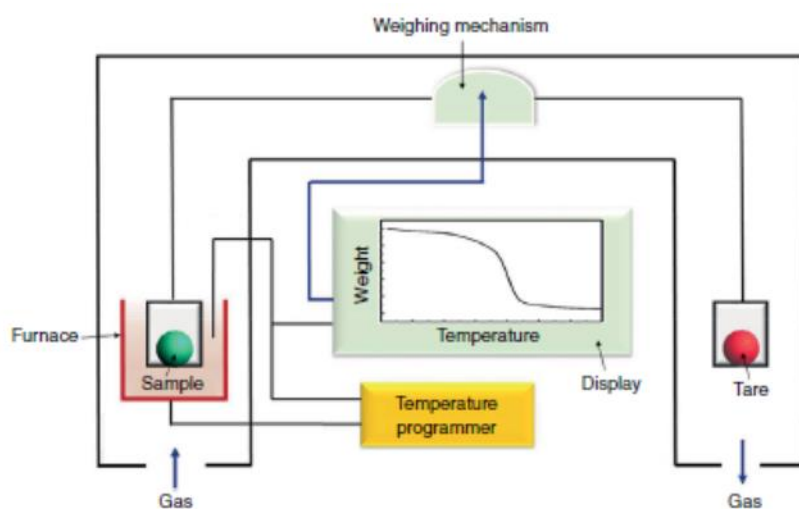 Weighing mechanism
Weight
Temperature
Furnace
Sample
Display
Tare
Temperature
programmer
Gas
Gas